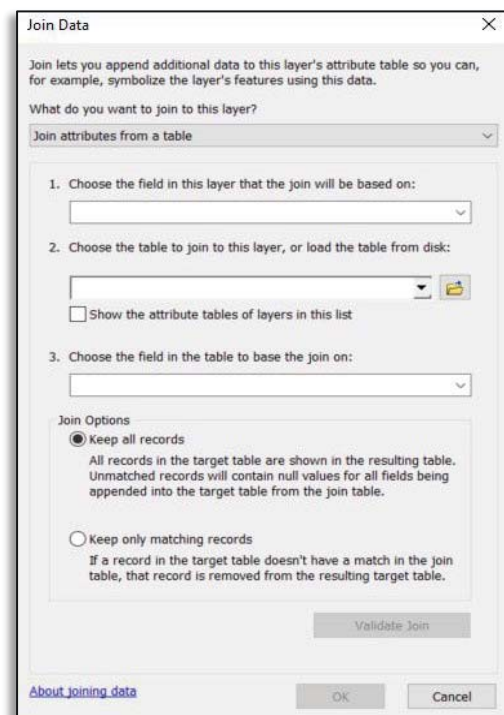 Join Data
Join lets you append additional data to this layer's attribute table so you can,
for example, symbolize the layer's features using this data.
What do you want to join to this layer?
Join attributes from a table
1. Choose the field in this layer that the join will be based on:
2. Choose the table to join to this layer, or load the table from disk:
Show the attribute tables of layers in this list
3. Choose the field in the table to base the join on:
Join Options
Keep all records
All records in the target table are shown in the resulting table.
Unmatched records will contain null values for all fields being
appended into the target table from the join table.
Keep only matching records
If a record in the target table doesn't have a match in the join
table, that record is removed from the resulting target table.
Validate Join
About joining data
OK
Cancel